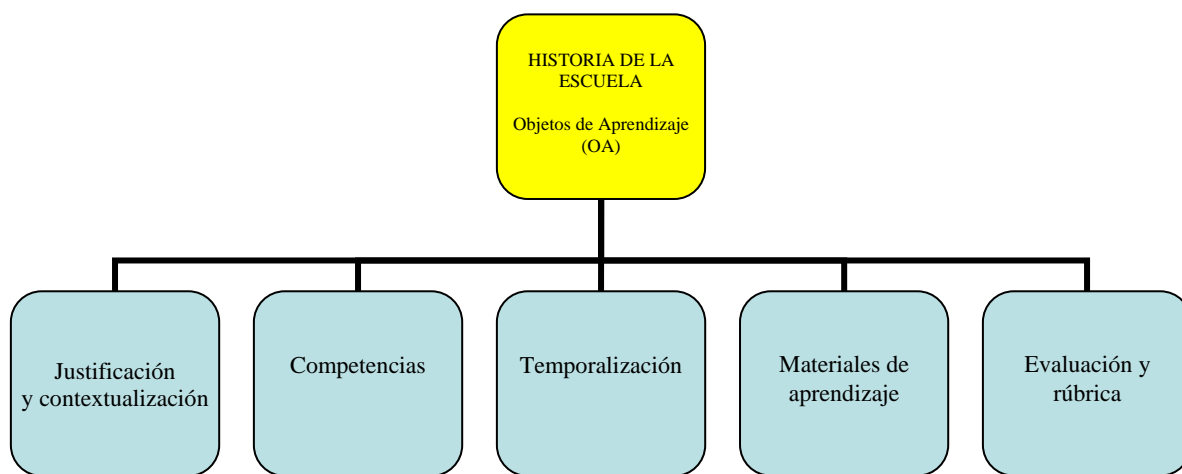 HISTORIA DE LA
ESCUELA
Objetos de Aprendizaje
(OA)
Justificación
y contextualización
Competencias
Temporalización
Materiales de
aprendizaje
Evaluación y
rúbrica